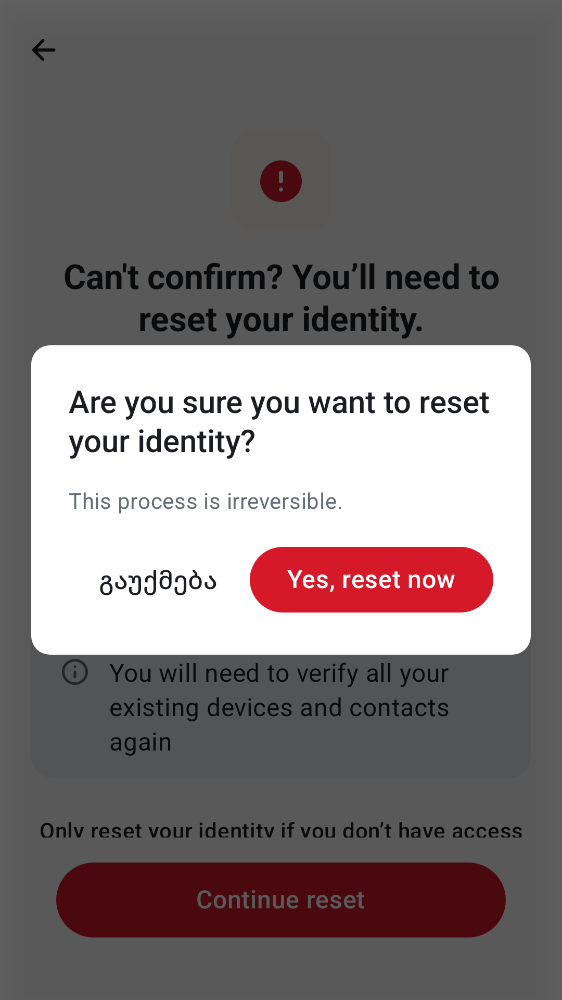 Can't confirm? You’ll need to
reset your identity.
Are you sure you want to reset
your identity?
This process is irreversible.
გაუქმება
Yes, reset now
You will need to verify all your
existing devices and contacts
again
Only reset your identity if you don’t have access
Continue reset